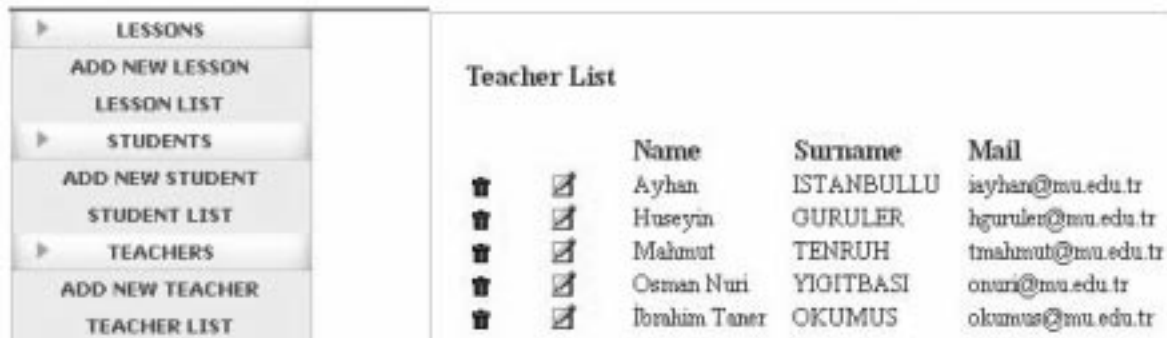 LESSONS
ADD NEW LESSON
LESSON LIST
STUDENTS
ADD NEW STUDENT
STUDENT LIST
TEACHERS
ADD NEW TEACHER
TEACHER LIST
Teacher List
Name Surname Mail
Ayhan ISTANBULLU iayhan@mu.edu.tr
Huseyin GURULER hguruler@mu.edu.tr
Mahmut TENRUH tmahmut@mu.edu.tr
Osman Nuri YIGITBASI onuri@mu.edu.tr
İbrahim Taner OKUMUS okumus@mu.edu.tr